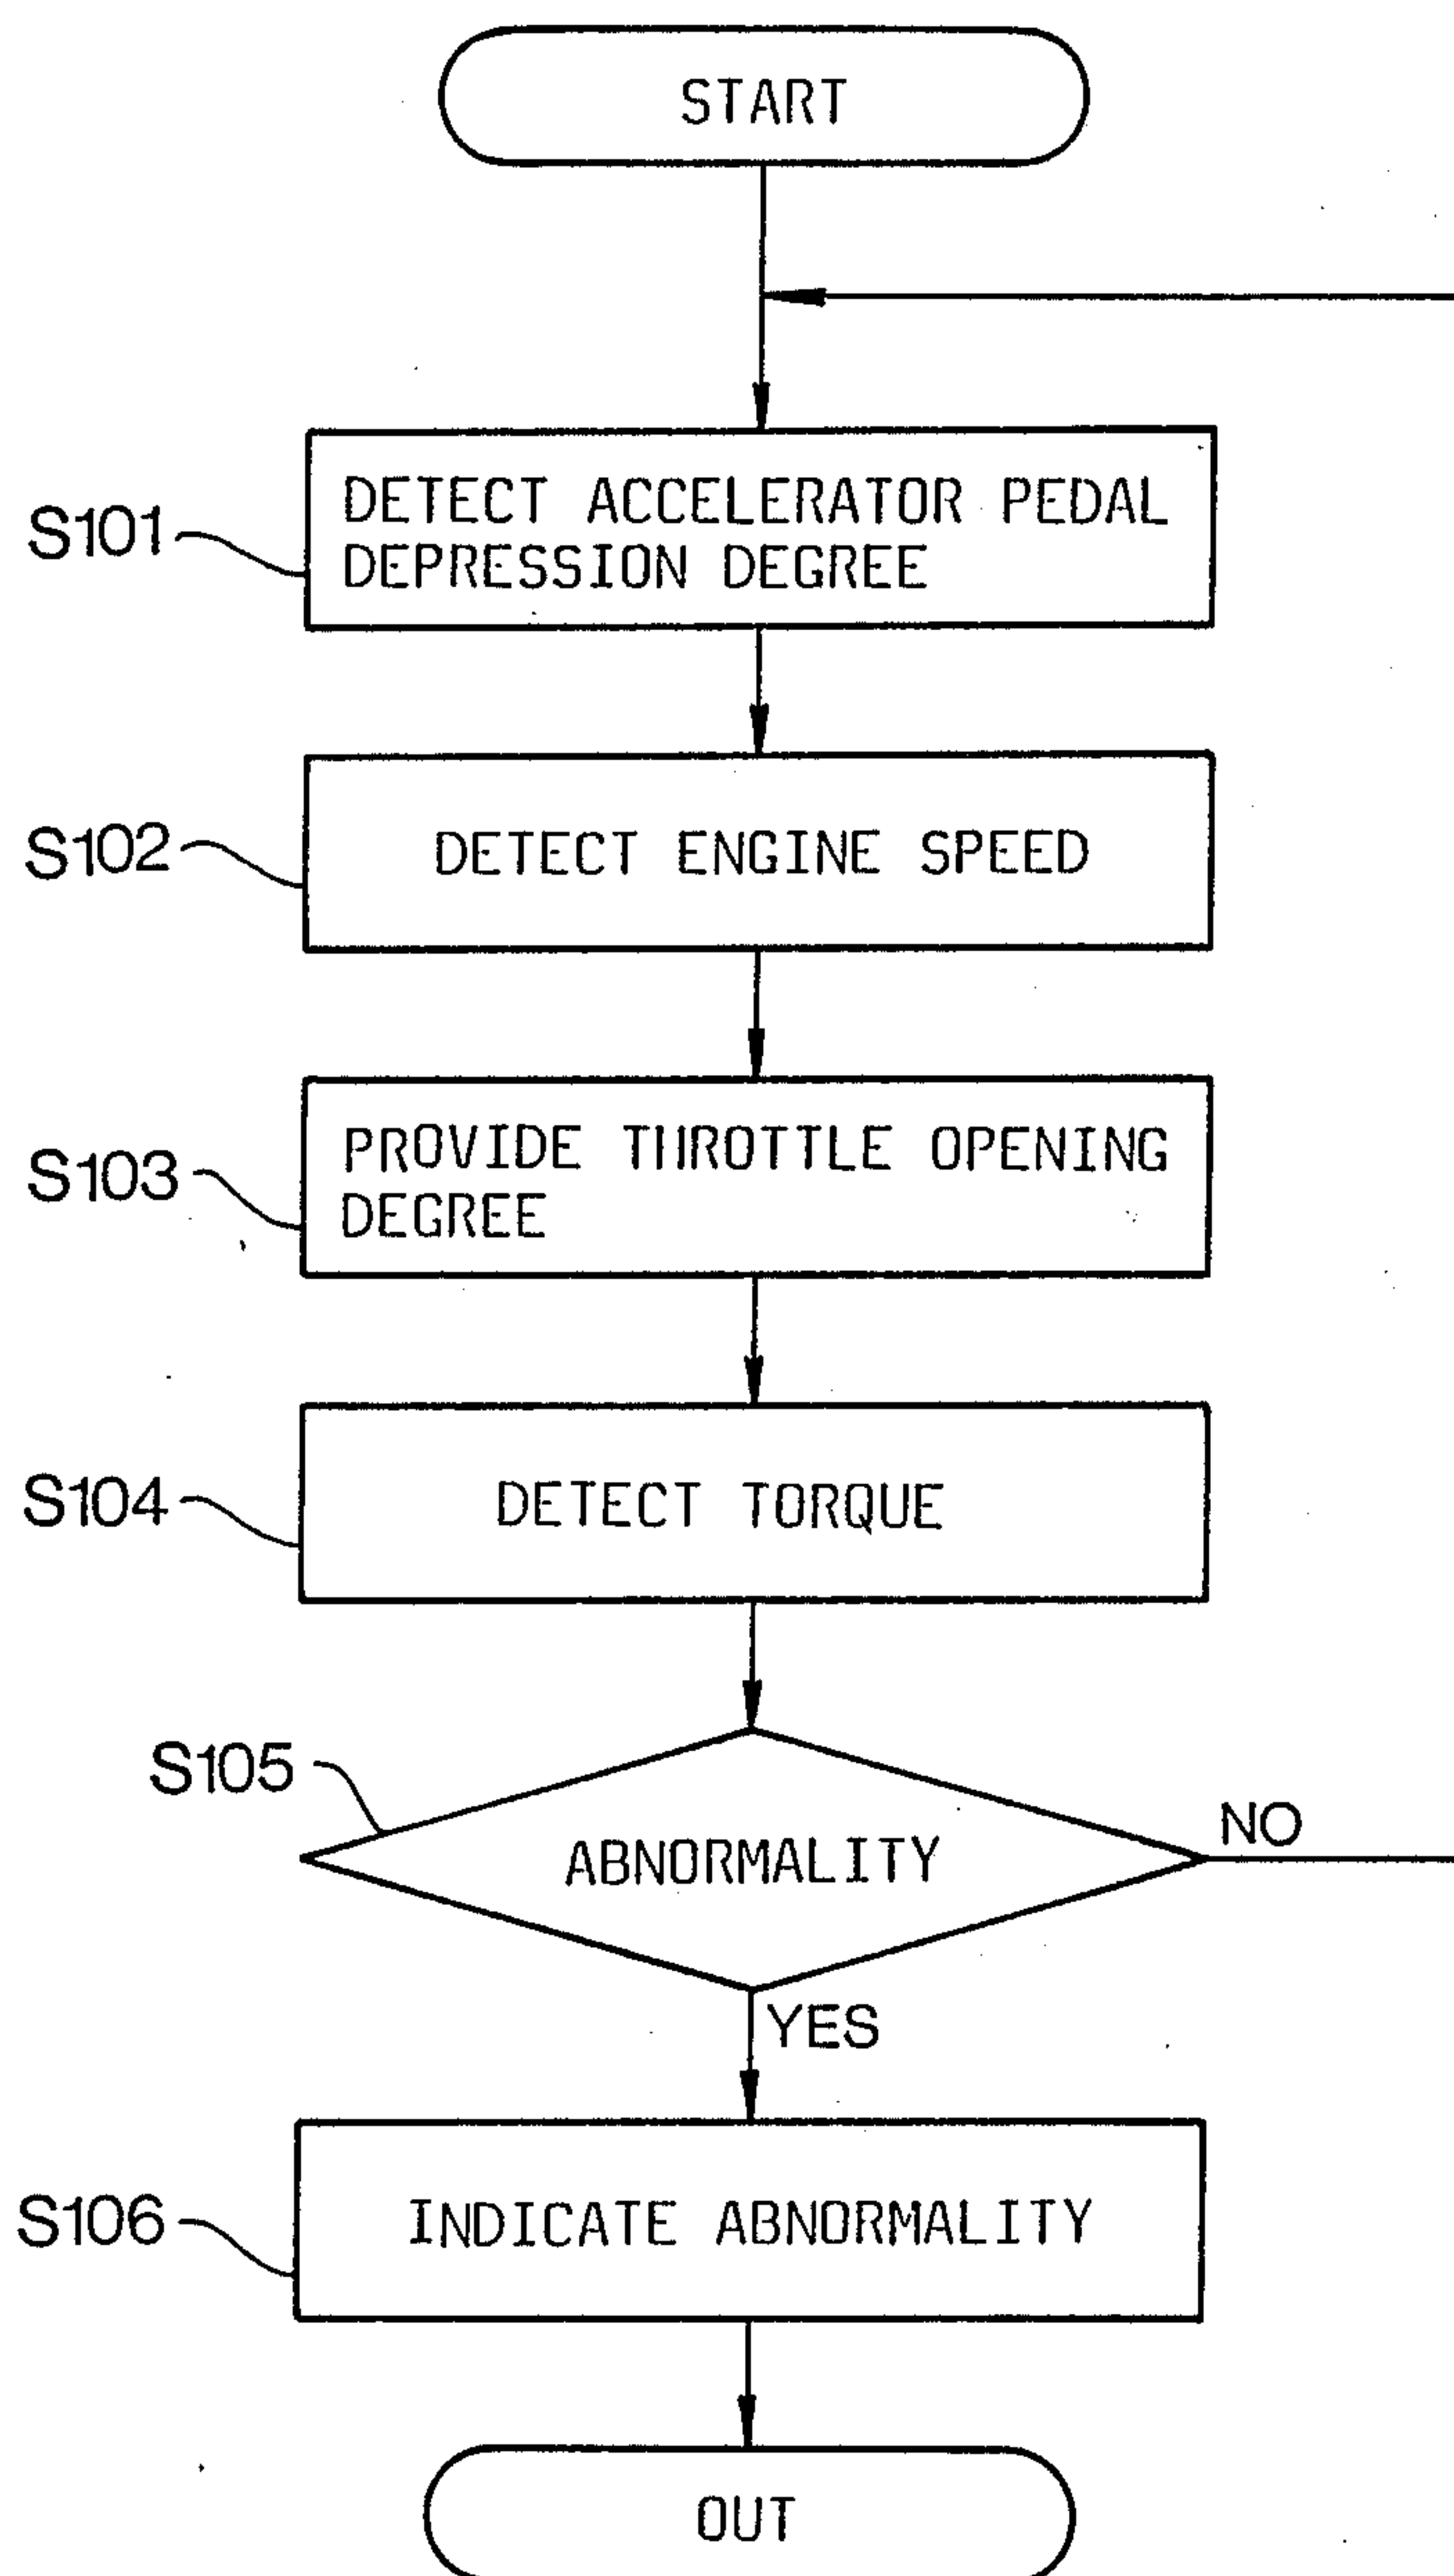 START
S101
DETECT ACCELERATOR PEDAL
DEPRESSION DEGREE
S102
DETECT ENGINE SPEED
S103
PROVIDE THROTTLE OPENING
DEGREE
S104
DETECT TORQUE
S105
ABNORMALITY
NO
YES
S106
INDICATE ABNORMALITY
OUT